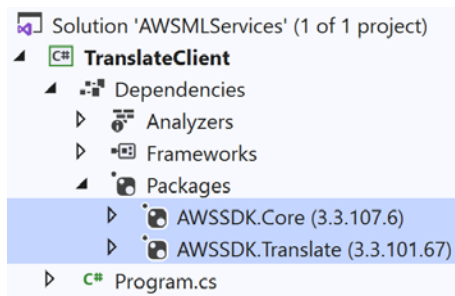 Solution 'AWSMLServices' (1 of 1 project)
C# TranslateClient
Dependencies
Analyzers
Frameworks
Packages
AWSSDK.Core (3.3.107.6)
AWSSDK.Translate (3.3.101.67)
C# Program.cs